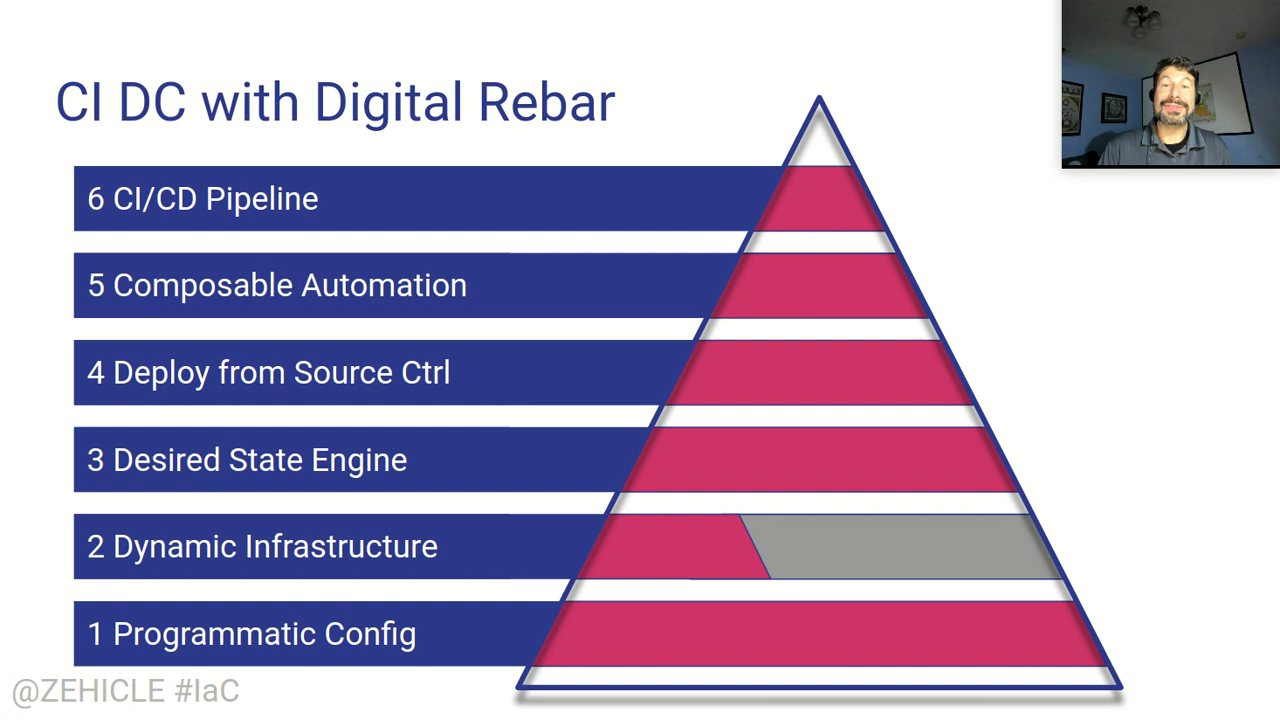 CI DC with Digital Rebar
6 CI/CD Pipeline
5 Composable Automation
4 Deploy from Source Ctrl
3 Desired State Engine
2 Dynamic Infrastructure
1 Programmatic Config
@ZEHICLE #IaC